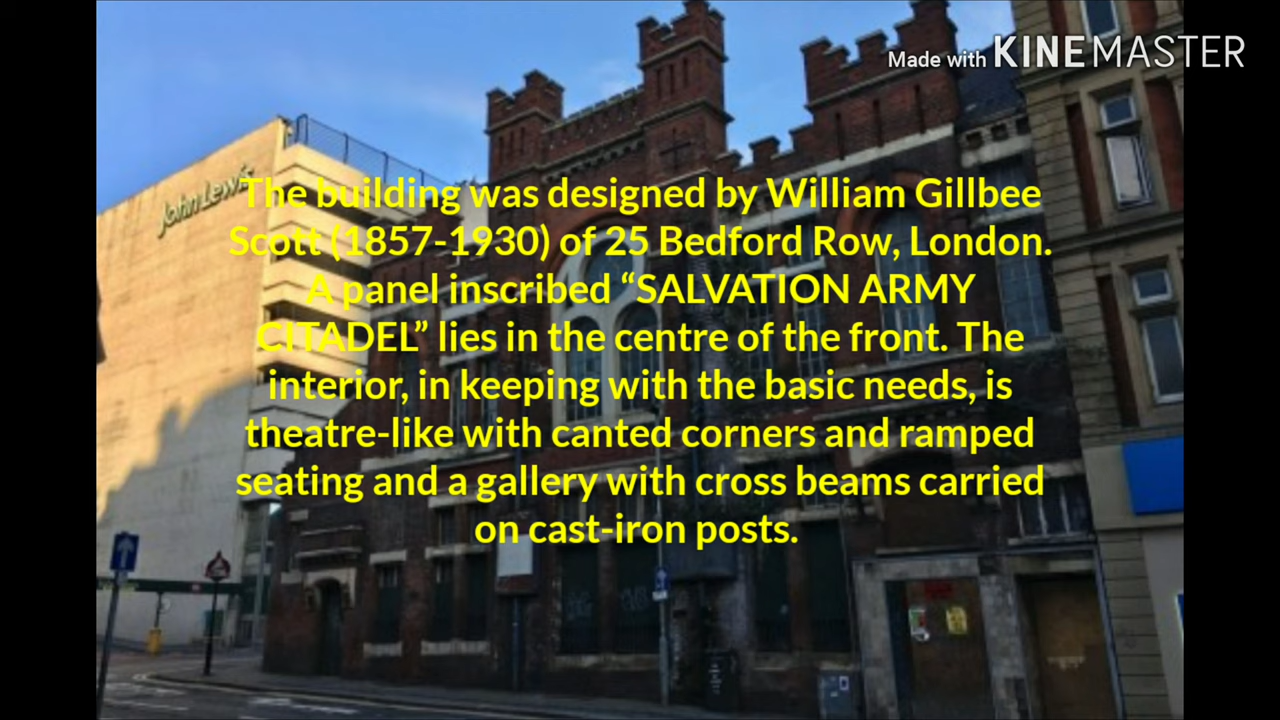 Made with KINEMASTER
John Lewis
The building was designed by William Gillbee
Scott (1857-1930) of 25 Bedford Row, London.
A panel inscribed “SALVATION ARMY
CITADEL” lies in the centre of the front. The
interior, in keeping with the basic needs, is
theatre-like with canted corners and ramped
seating and a gallery with cross beams carried
on cast-iron posts.